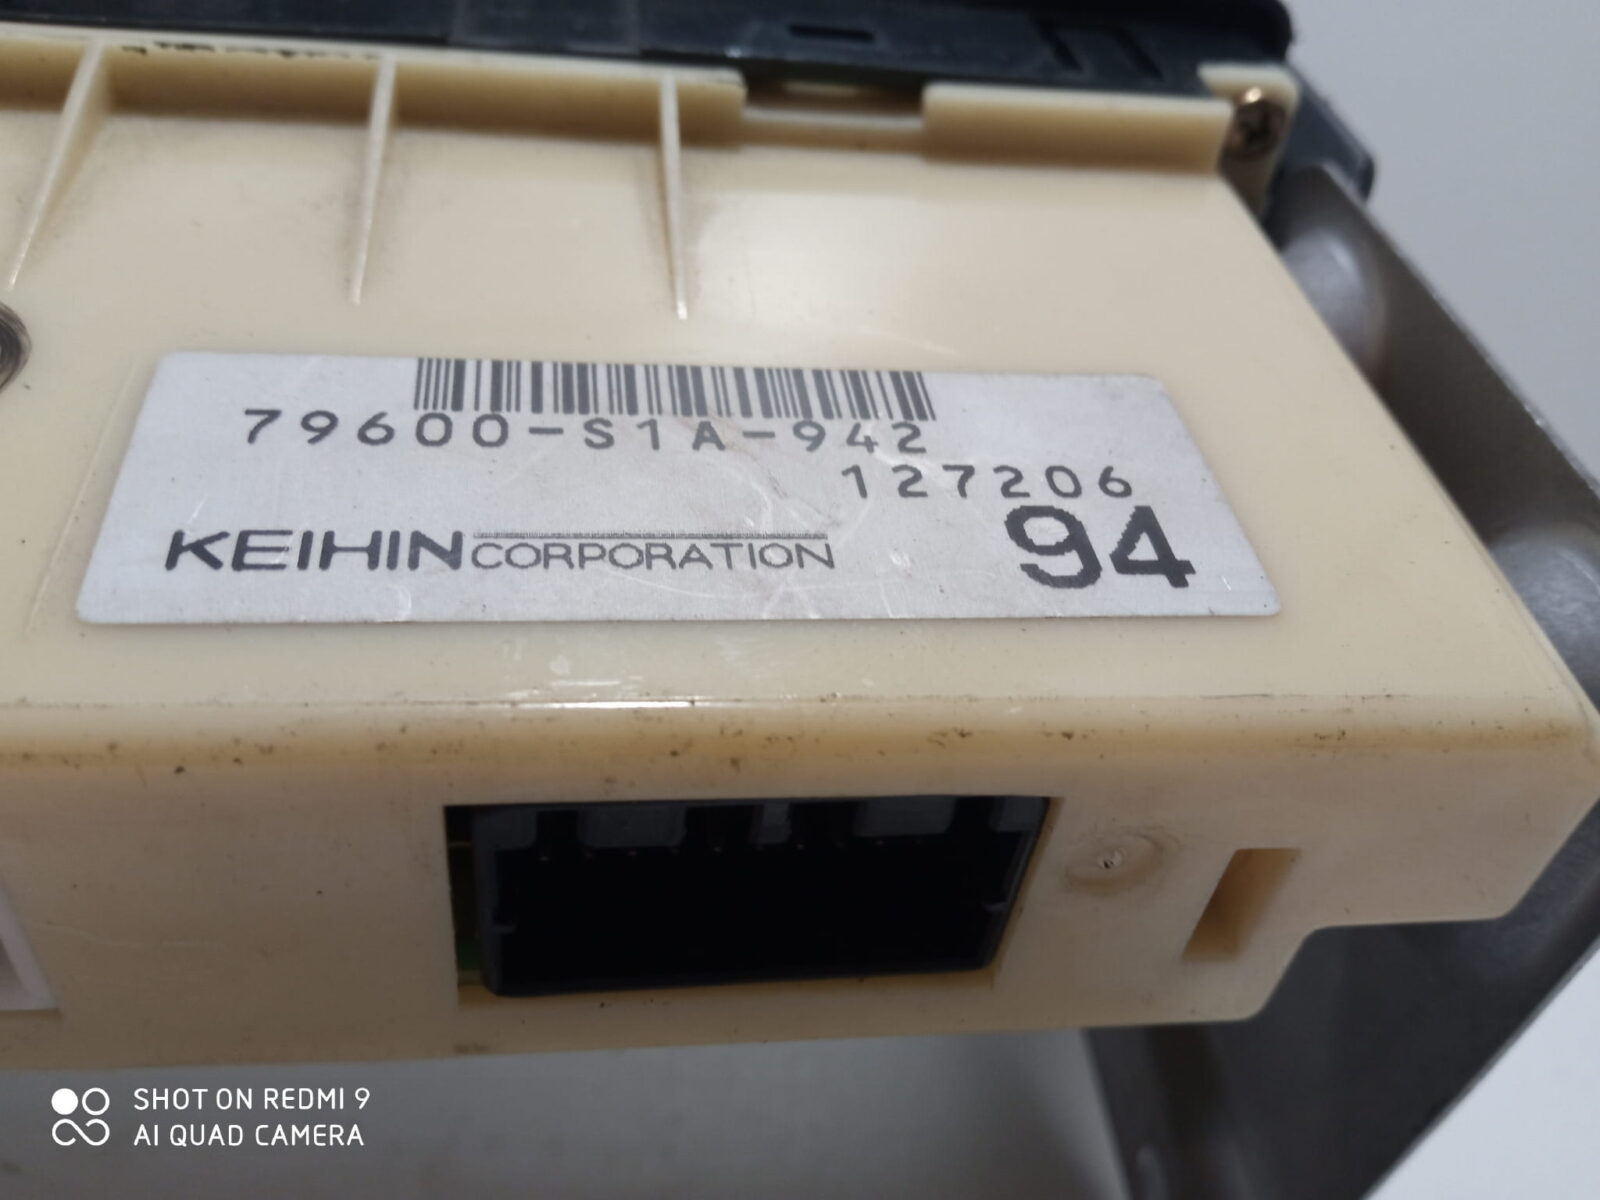 79600-S1A-942
127206
KEIHIN CORPORATION
94
SHOT ON REDMI 9
AI QUAD CAMERA